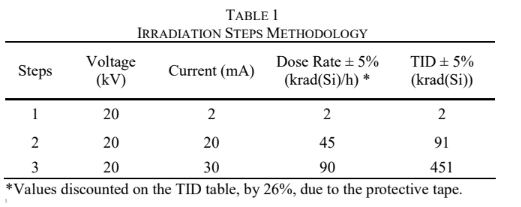 TABLE 1
IRRADIATION STEPS METHODOLOGY
Steps Voltage (kV) Current (mA) Dose Rate ± 5% (krad(Si)/h) * TID ± 5% (krad(Si))
1 20 2 2 2
2 20 20 45 91
3 20 30 90 451
*Values discounted on the TID table, by 26%, due to the protective tape.